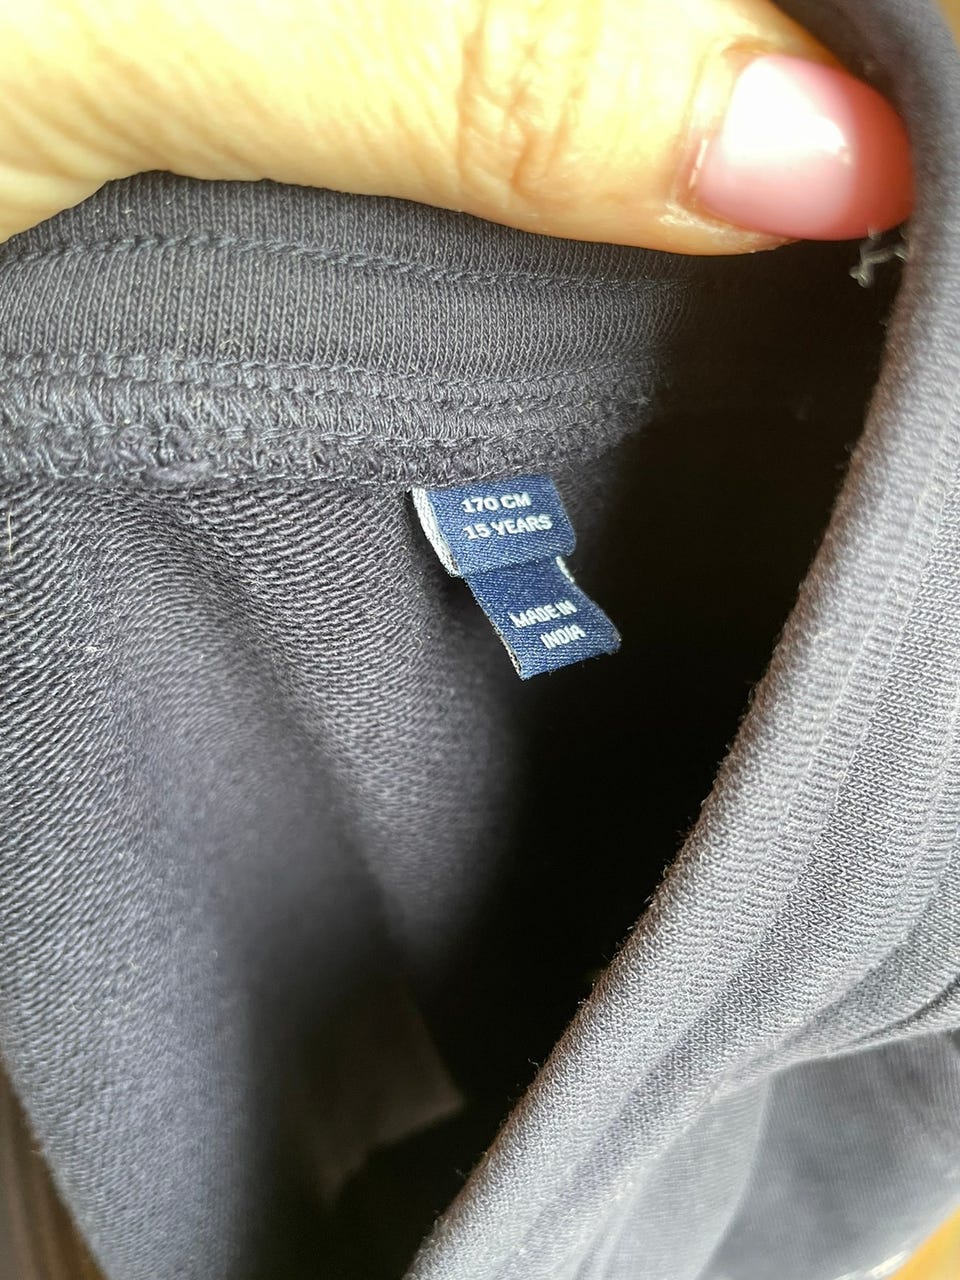 170 CM
15 YEARS
MADE IN
INDIA